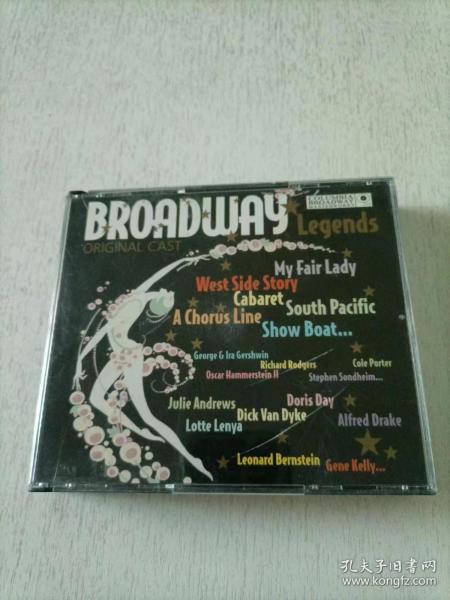 BROADWAY
Legends
ORIGINAL CAST
COLUMBIA
BROADWAY
MASTERWORKS
My Fair Lady
West Side Story
Cabaret
South Pacific
A Chorus Line
Show Boat...
George & Ira Gershwin
Richard Rodgers
Cole Porter
Oscar Hammerstein II
Stephen Sondheim...
Julie Andrews
Doris Day
Dick Van Dyke
Alfred Drake
Lotte Lenya
Leonard Bernstein
Gene Kelly...
孔夫子旧书网
www.kongfz.com